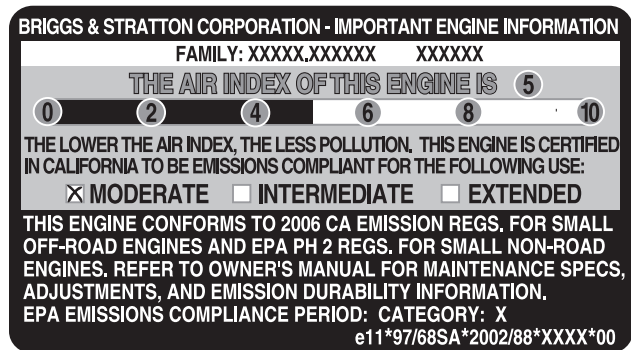 BRIGGS & STRATTON CORPORATION - IMPORTANT ENGINE INFORMATION
FAMILY: XXXXX.XXXXXX XXXXXX
THE AIR INDEX OF THIS ENGINE IS 5
0 2 4 6 8 10
THE LOWER THE AIR INDEX, THE LESS POLLUTION. THIS ENGINE IS CERTIFIED
IN CALIFORNIA TO BE EMISSIONS COMPLIANT FOR THE FOLLOWING USE:
☒ MODERATE ☐ INTERMEDIATE ☐ EXTENDED
THIS ENGINE CONFORMS TO 2006 CA EMISSION REGS. FOR SMALL
OFF-ROAD ENGINES AND EPA PH 2 REGS. FOR SMALL NON-ROAD
ENGINES. REFER TO OWNER'S MANUAL FOR MAINTENANCE SPECS,
ADJUSTMENTS, AND EMISSION DURABILITY INFORMATION.
EPA EMISSIONS COMPLIANCE PERIOD: CATEGORY: X
e11*97/68SA*2002/88*XXXX*00